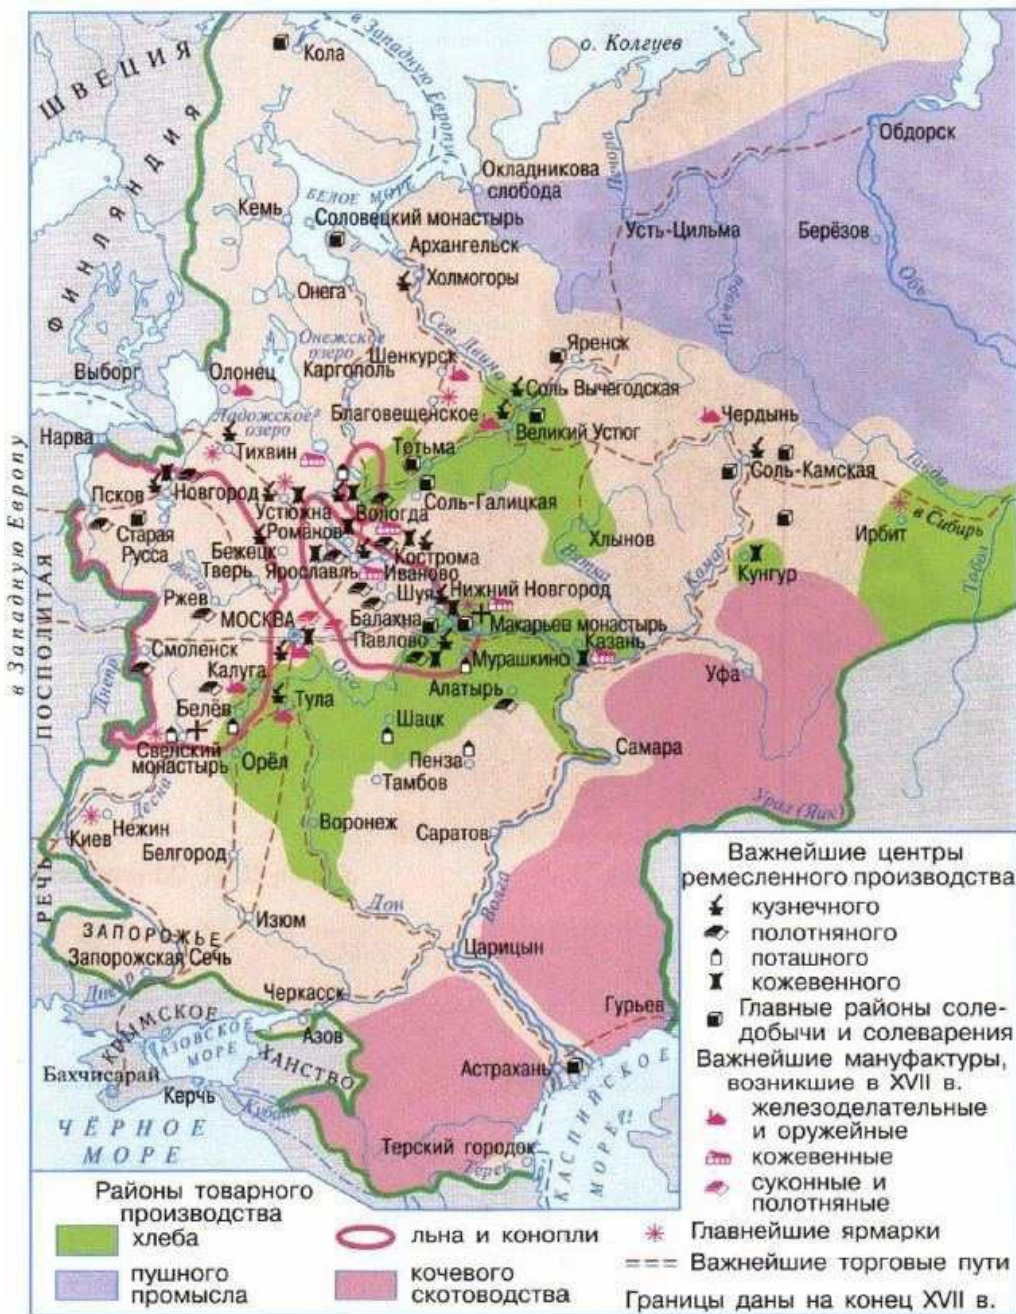 в Западную Европу
о. Колгуев
Кола
ШВЕЦИЯ
ФИНЛЯНДИЯ
Обдорск
Печора
Окладникова
слобода
БЕЛОЕ МОРЕ
Кемь
Соловецкий монастырь
Усть-Цильма
Берёзов
Архангельск
Холмогоры
Обь
Онега
Печора
Сев. Двина
Онежское
озеро
Шенкурск
Яренск
Выборг
Олонец
Каргополь
Соль Вычегодская
Благовещенское
Чердынь
Ладожское
озеро
Великий Устюг
Нарва
Тихвин
Тотьма
Соль-Камская
Тавда
Псков
Новгород
Соль-Галицкая
Устюжна
Вологда
в Сибирь
Старая
Русса
Романов
Ирбит
Бежецк
Кострома
Хлынов
Тверь
Ярославль
Иваново
Вятка
Кама
Кунгур
Тобол
Волга
Шуя
Нижний Новгород
Ржев
МОСКВА
Балахна
Макарьев монастырь
Павлово
Казань
Смоленск
Мурашкино
Калуга
Ока
Уфа
Днепр
Алатырь
Белёв
Тула
Шацк
Свенский
монастырь
Орёл
Пенза
Самара
Тамбов
Десна
Урал (Яик)
Киев
Нежин
Воронеж
Саратов
Белгород
в Западную Европу
РЕЧЬ ПОСПОЛИТАЯ
Волга
Дон
Изюм
ЗАПОРОЖЬЕ
Запорожская Сечь
Царицын
Днепр
Черкасск
Гурьев
КРЫМСКОЕ
ХАНСТВО
АЗОВСКОЕ
МОРЕ
Азов
Бахчисарай
Астрахань
Керчь
Кубань
ЧЁРНОЕ
МОРЕ
Терский городок
Терек
КАСПИЙСКОЕ
МОРЕ
Важнейшие центры
ремесленного производства
кузнечного
полотняного
поташного
кожевенного
Главные районы соле-
добычи и солеварения
Важнейшие мануфактуры,
возникшие в XVII в.
железоделательные
и оружейные
кожевенные
суконные и
полотняные
Главнейшие ярмарки
Важнейшие торговые пути
Границы даны на конец XVII в.
Районы товарного
производства
хлеба
льна и конопли
пушного
промысла
кочевого
скотоводства